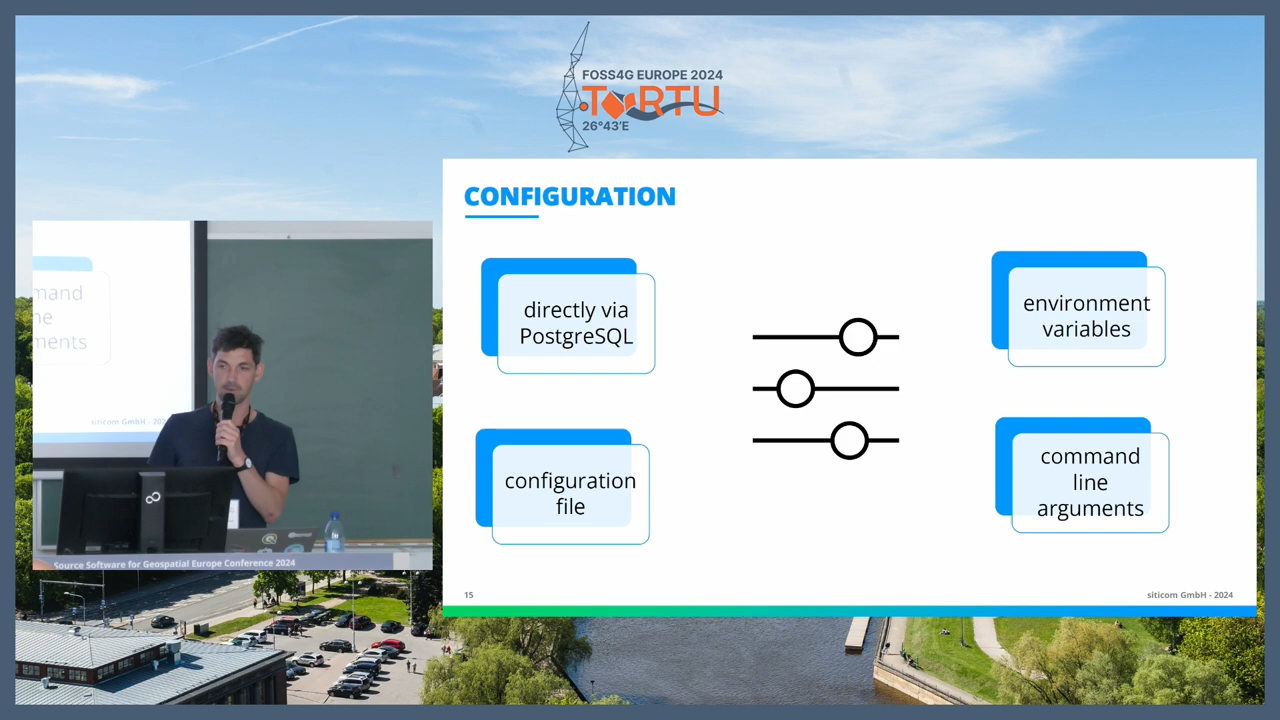 FOSS4G EUROPE 2024
TARTU
26°43'E
CONFIGURATION
directly via
PostgreSQL
environment
variables
configuration
file
command
line
arguments
15
siticom GmbH - 2024
mand
ne
ments
siticom GmbH - 202
Source Software for Geospatial Europe Conference 2024